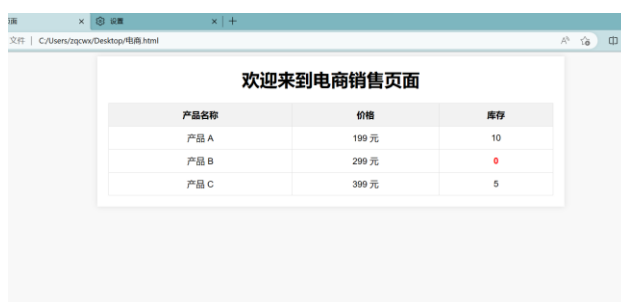 页面 × 设置 × +
文件 | C:/Users/zqcwx/Desktop/电商.html
欢迎来到电商销售页面
产品名称 价格 库存
产品 A 199 元 10
产品 B 299 元 0
产品 C 399 元 5